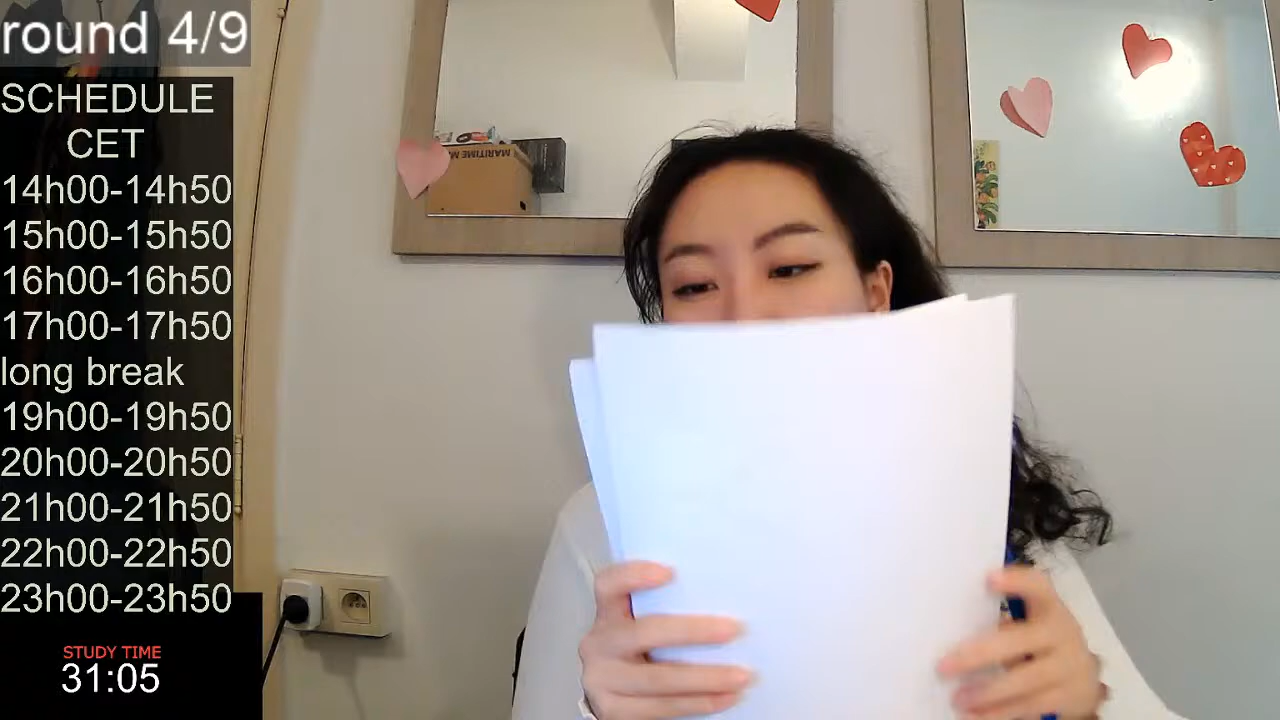 round 4/9
SCHEDULE
CET
14h00-14h50
15h00-15h50
16h00-16h50
17h00-17h50
long break
19h00-19h50
20h00-20h50
21h00-21h50
22h00-22h50
23h00-23h50
STUDY TIME
31:05
MARITIME M